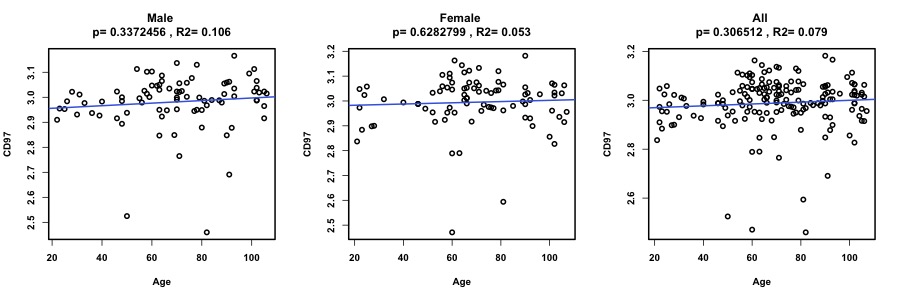 Male
p= 0.3372456 , R2= 0.106
CD97
3.1
3.0
2.9
2.8
2.7
2.6
2.5
20 40 60 80 100
Age
Female
p= 0.6282799 , R2= 0.053
CD97
3.2
3.1
3.0
2.9
2.8
2.7
2.6
2.5
20 40 60 80 100
Age
All
p= 0.306512 , R2= 0.079
CD97
3.2
3.0
2.8
2.6
20 40 60 80 100
Age